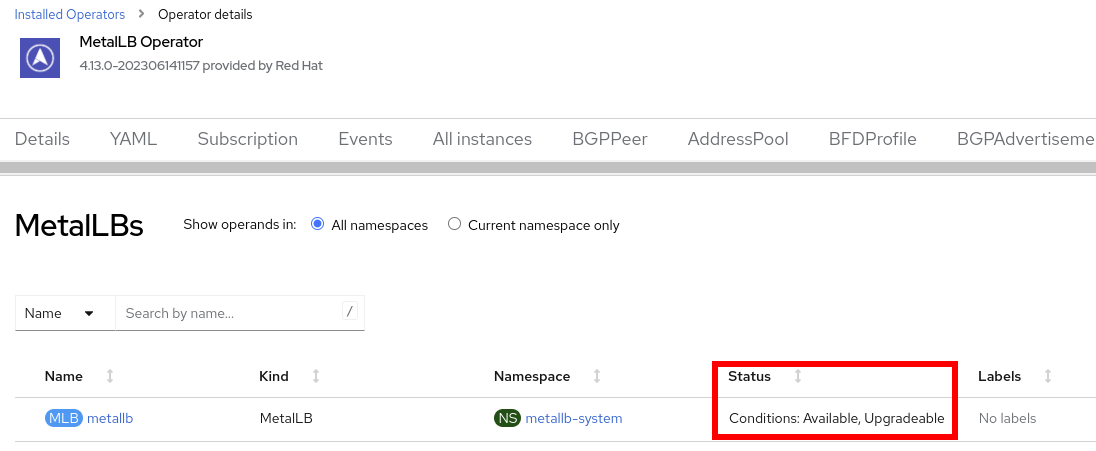 Installed Operators > Operator details
MetalLB Operator
4.13.0-202306141157 provided by Red Hat
Details YAML Subscription Events All instances BGPPeer AddressPool BFDProfile BGPAdvertiseme
MetalLBs Show operands in: All namespaces Current namespace only
Name Search by name... /
Name Kind Namespace Status Labels
MLB metallb MetalLB NS metallb-system Conditions: Available, Upgradeable No labels